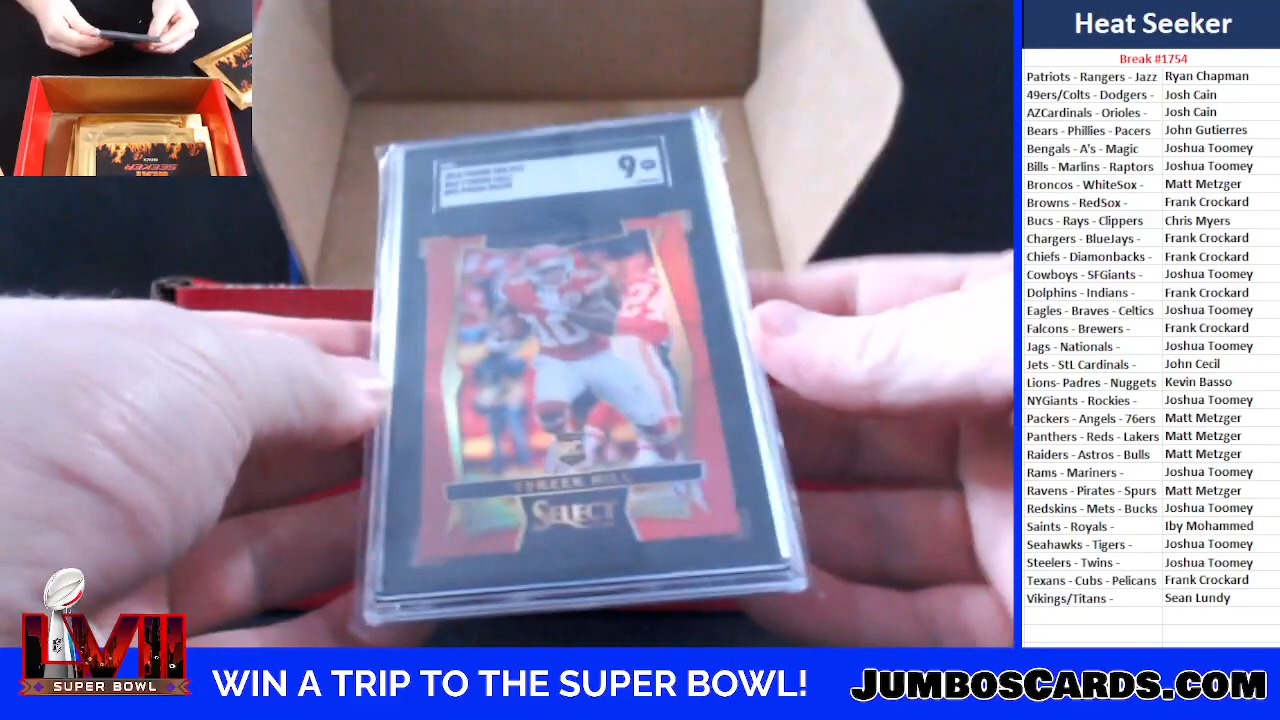 Heat Seeker
Break #1754
Patriots - Rangers - Jazz Ryan Chapman
49ers/Colts - Dodgers - Josh Cain
AZCardinals - Orioles - Josh Cain
Bears - Phillies - Pacers John Gutierres
Bengals - A's - Magic Joshua Toomey
Bills - Marlins - Raptors Joshua Toomey
Broncos - WhiteSox - Matt Metzger
Browns - RedSox - Frank Crockard
Bucs - Rays - Clippers Chris Myers
Chargers - BlueJays - Frank Crockard
Chiefs - Diamonbacks - Frank Crockard
Cowboys - SFGiants - Joshua Toomey
Dolphins - Indians - Frank Crockard
Eagles - Braves - Celtics Joshua Toomey
Falcons - Brewers - Frank Crockard
Jags - Nationals - Joshua Toomey
Jets - StL Cardinals - John Cecil
Lions- Padres - Nuggets Kevin Basso
NYGiants - Rockies - Joshua Toomey
Packers - Angels - 76ers Matt Metzger
Panthers - Reds - Lakers Matt Metzger
Raiders - Astros - Bulls Matt Metzger
Rams - Mariners - Joshua Toomey
Ravens - Pirates - Spurs Matt Metzger
Redskins - Mets - Bucks Joshua Toomey
Saints - Royals - Iby Mohammed
Seahawks - Tigers - Joshua Toomey
Steelers - Twins - Joshua Toomey
Texans - Cubs - Pelicans Frank Crockard
Vikings/Titans - Sean Lundy
9
10
TYREEK HILL
SELECT
SEEKER
LVII
SUPER BOWL
WIN A TRIP TO THE SUPER BOWL!
JUMBOSCARDS.COM